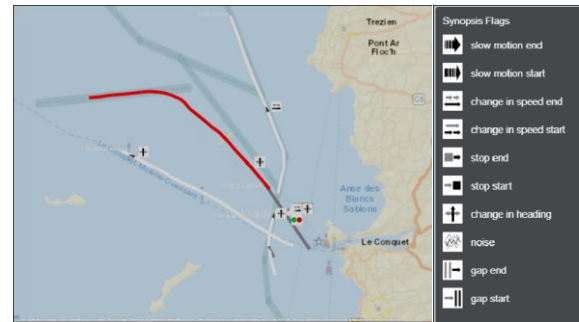 Trezien
Pont Ar
Floc'h
Anse des
Blancs
Sablons
Le Conquet
Synopsis Flags
slow motion end
slow motion start
change in speed end
change in speed start
stop end
stop start
change in heading
noise
gap end
gap start